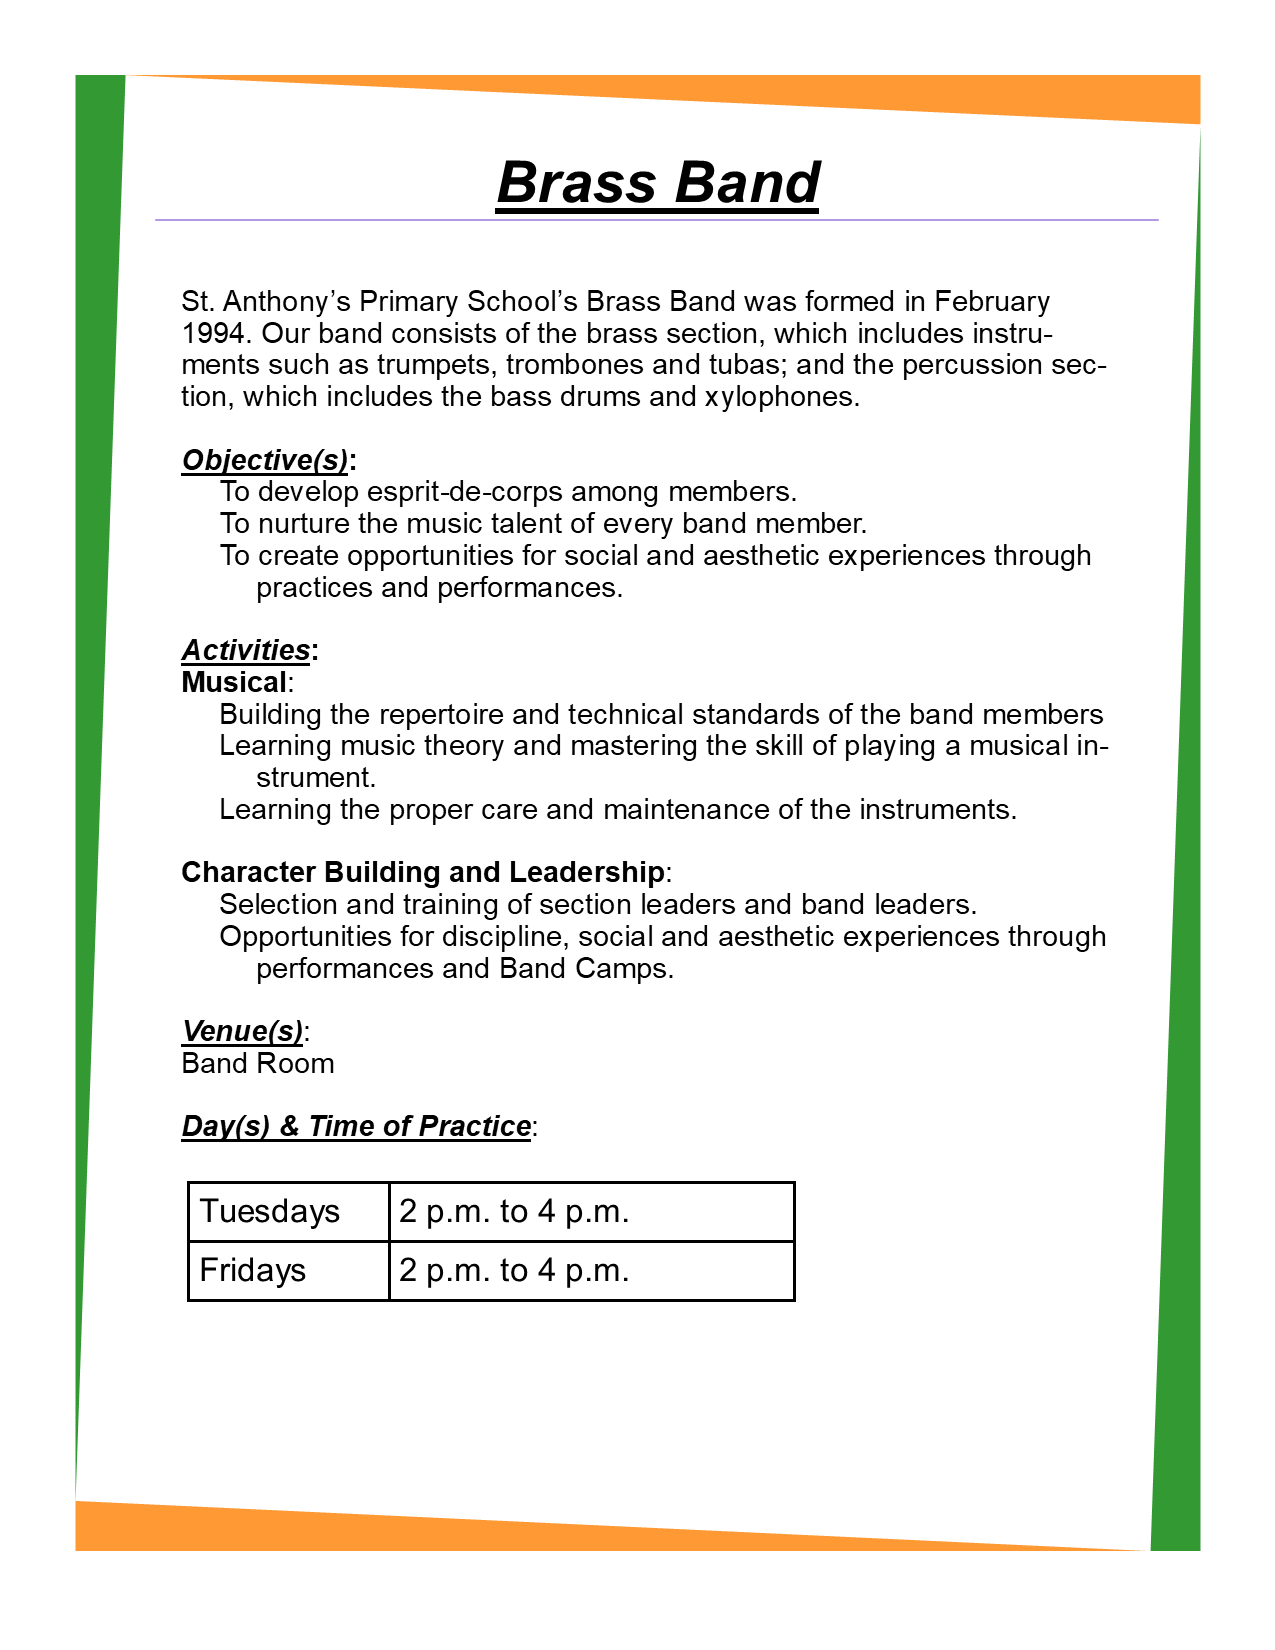 Brass Band
St. Anthony’s Primary School’s Brass Band was formed in February
1994. Our band consists of the brass section, which includes instru-
ments such as trumpets, trombones and tubas; and the percussion sec-
tion, which includes the bass drums and xylophones.
Objective(s):
To develop esprit-de-corps among members.
To nurture the music talent of every band member.
To create opportunities for social and aesthetic experiences through
practices and performances.
Activities:
Musical:
Building the repertoire and technical standards of the band members
Learning music theory and mastering the skill of playing a musical in-
strument.
Learning the proper care and maintenance of the instruments.
Character Building and Leadership:
Selection and training of section leaders and band leaders.
Opportunities for discipline, social and aesthetic experiences through
performances and Band Camps.
Venue(s):
Band Room
Day(s) & Time of Practice:
Tuesdays 2 p.m. to 4 p.m.
Fridays 2 p.m. to 4 p.m.